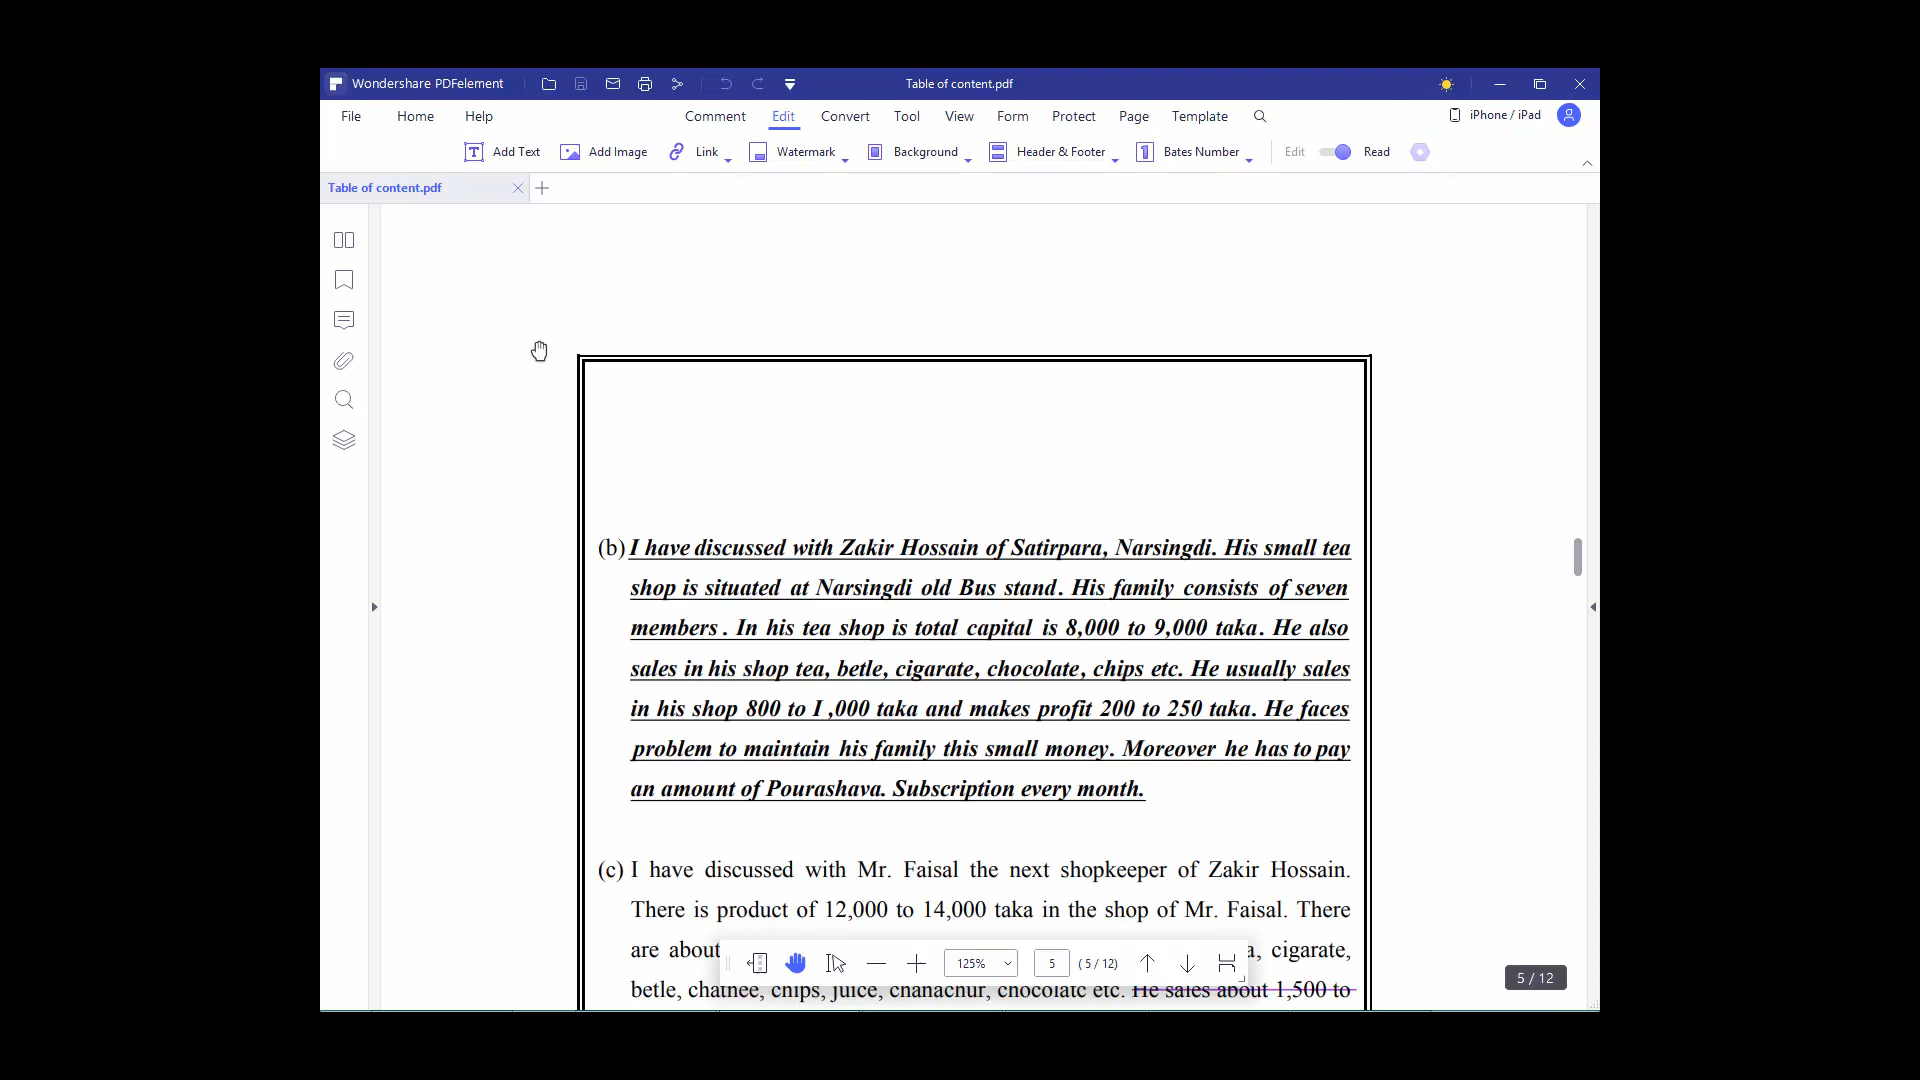 Wondershare PDFelement
Table of content.pdf
File Home Help Comment Edit Convert Tool View Form Protect Page Template iPhone / iPad
Add Text Add Image Link Watermark Background Header & Footer Bates Number Edit Read
Table of content.pdf
(b) I have discussed with Zakir Hossain of Satirpara, Narsingdi. His small tea
shop is situated at Narsingdi old Bus stand. His family consists of seven
members . In his tea shop is total capital is 8,000 to 9,000 taka. He also
sales in his shop tea, betle, cigarate, chocolate, chips etc. He usually sales
in his shop 800 to I ,000 taka and makes profit 200 to 250 taka. He faces
problem to maintain his family this small money. Moreover he has to pay
an amount of Pourashava. Subscription every month.
(c) I have discussed with Mr. Faisal the next shopkeeper of Zakir Hossain.
There is product of 12,000 to 14,000 taka in the shop of Mr. Faisal. There
are about cigarate,
125% 5 ( 5 / 12)
5 / 12
betle, chatnee, chips, juice, chanachur, chocolatc etc. He sales about 1,500 to